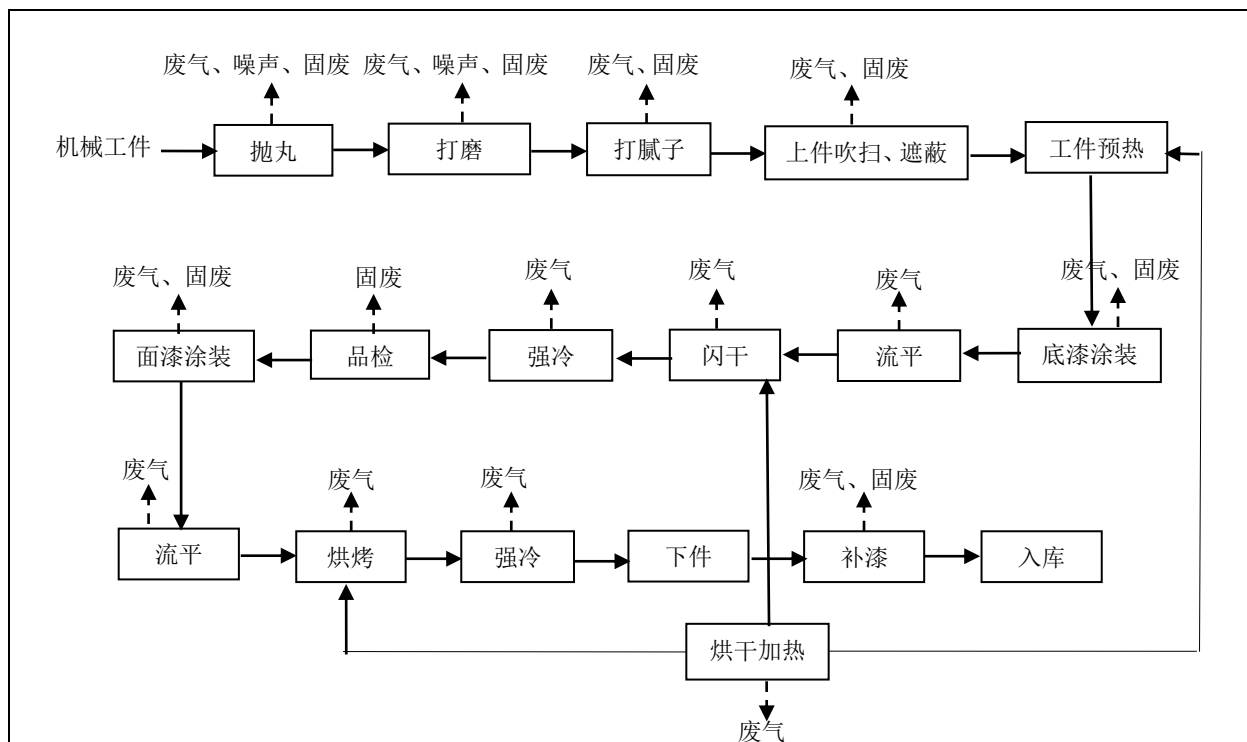 废气、噪声、固废
废气、噪声、固废
废气、固废
废气、固废
机械工件
抛丸
打磨
打腻子
上件吹扫、遮蔽
工件预热
废气、固废
固废
废气
废气
废气
废气、固废
面漆涂装
品检
强冷
闪干
流平
底漆涂装
废气
废气
废气
废气、固废
流平
烘烤
强冷
下件
补漆
入库
烘干加热
废气